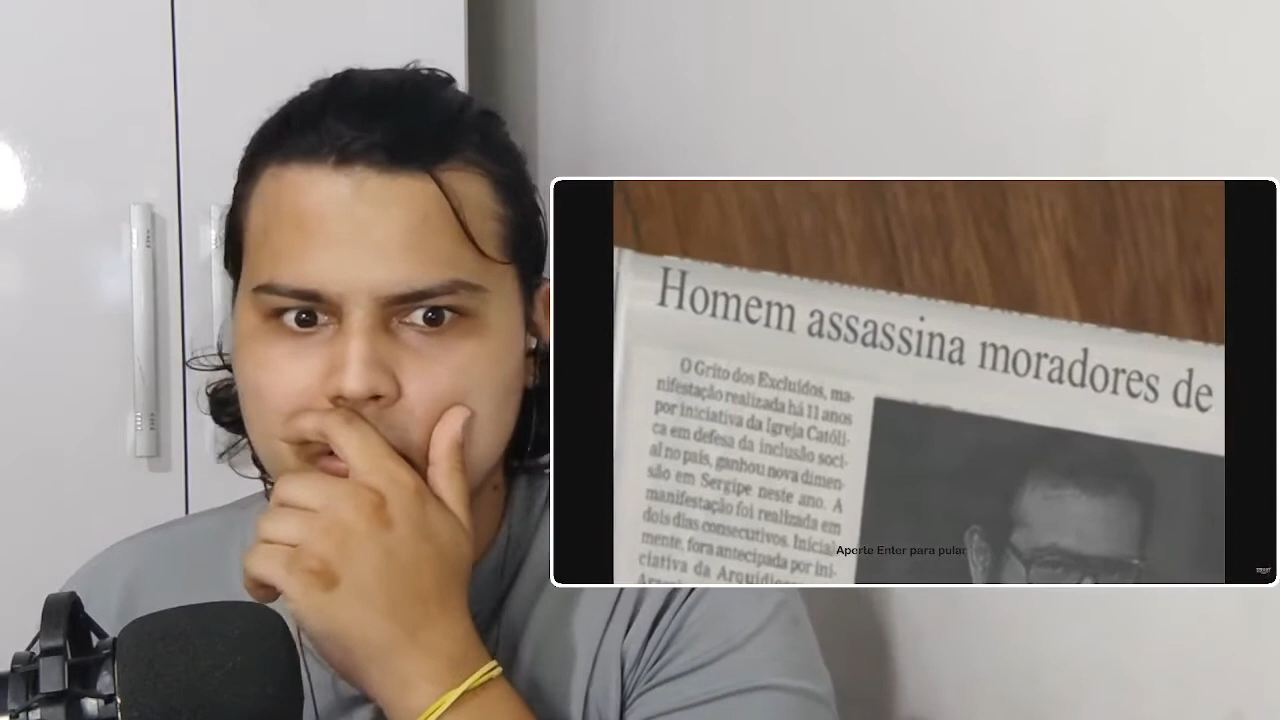 Homem assassina moradores de
O Grito dos Excluídos, ma-
nifestação realizada há 11 anos
por iniciativa da Igreja Católi-
ca em defesa da inclusão soci-
al no país, ganhou nova dimen-
são em Sergipe neste ano. A
manifestação foi realizada em
dois dias consecutivos. Inicial-
mente, fora antecipada por ini-
ciativa da Arquidioc
Aperte Enter para pular